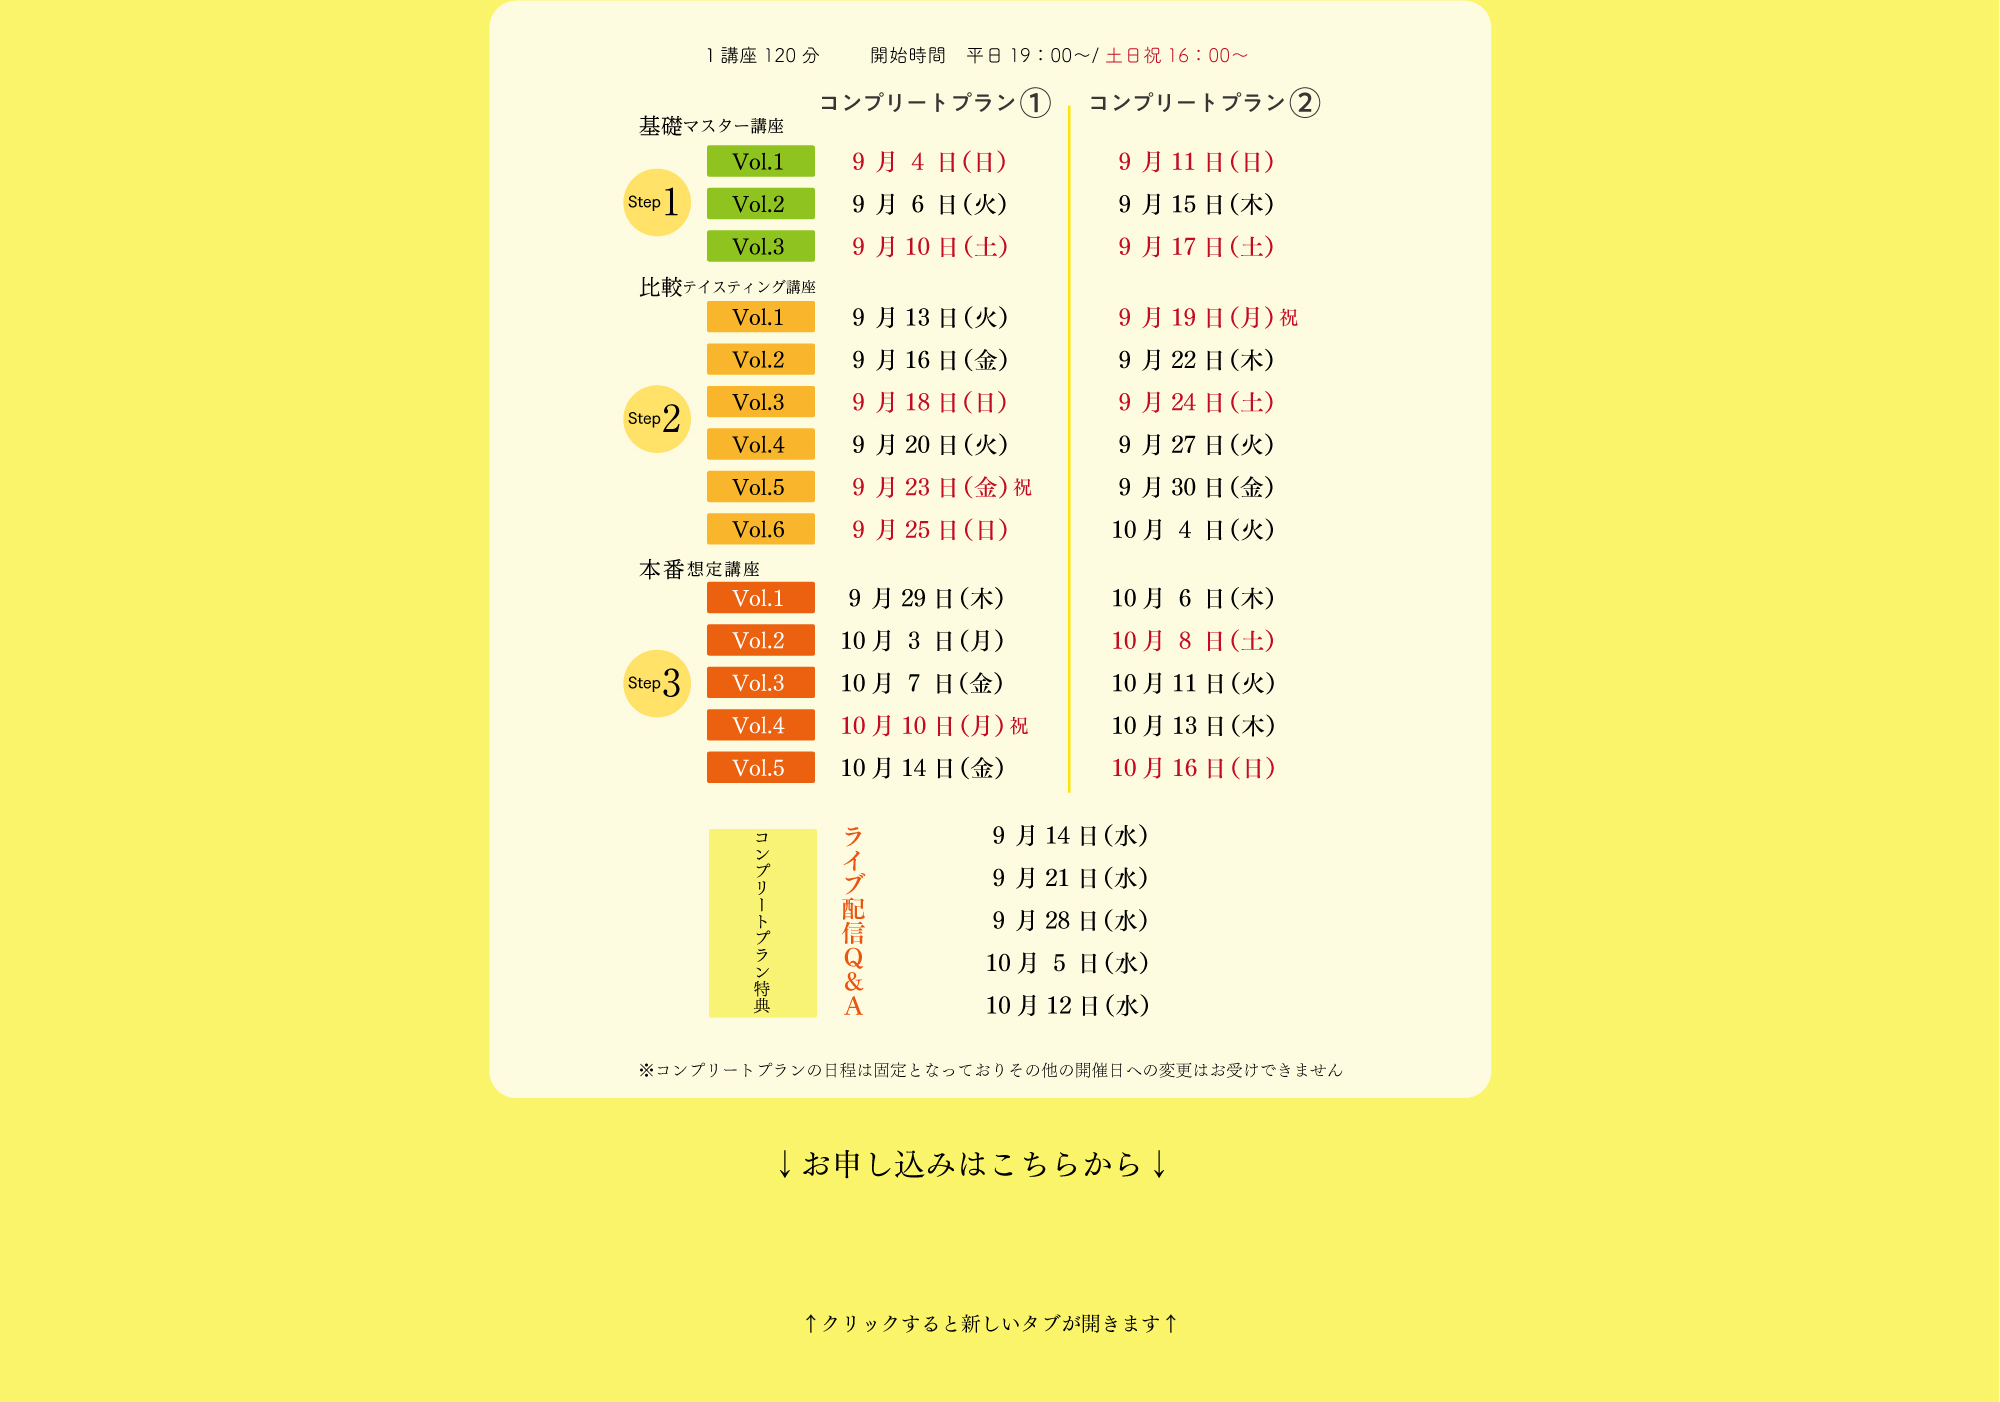 1 講座 120 分　開始時間　平日 19：00〜/ 土日祝 16：00〜
コンプリートプラン① コンプリートプラン②
基礎マスター講座
Step1
Vol.1 9 月 4 日(日) 9 月 11 日(日)
Vol.2 9 月 6 日(火) 9 月 15 日(木)
Vol.3 9 月 10 日(土) 9 月 17 日(土)
比較テイスティング講座
Step2
Vol.1 9 月 13 日(火) 9 月 19 日(月)祝
Vol.2 9 月 16 日(金) 9 月 22 日(木)
Vol.3 9 月 18 日(日) 9 月 24 日(土)
Vol.4 9 月 20 日(火) 9 月 27 日(火)
Vol.5 9 月 23 日(金)祝 9 月 30 日(金)
Vol.6 9 月 25 日(日) 10 月 4 日(火)
本番想定講座
Step3
Vol.1 9 月 29 日(木) 10 月 6 日(木)
Vol.2 10 月 3 日(月) 10 月 8 日(土)
Vol.3 10 月 7 日(金) 10 月 11 日(火)
Vol.4 10 月 10 日(月)祝 10 月 13 日(木)
Vol.5 10 月 14 日(金) 10 月 16 日(日)
コンプリートプラン特典
ライブ配信Q&A
9 月 14 日(水)
9 月 21 日(水)
9 月 28 日(水)
10 月 5 日(水)
10 月 12 日(水)
※コンプリートプランの日程は固定となっておりその他の開催日への変更はお受けできません
↓お申し込みはこちらから↓
↑クリックすると新しいタブが開きます↑